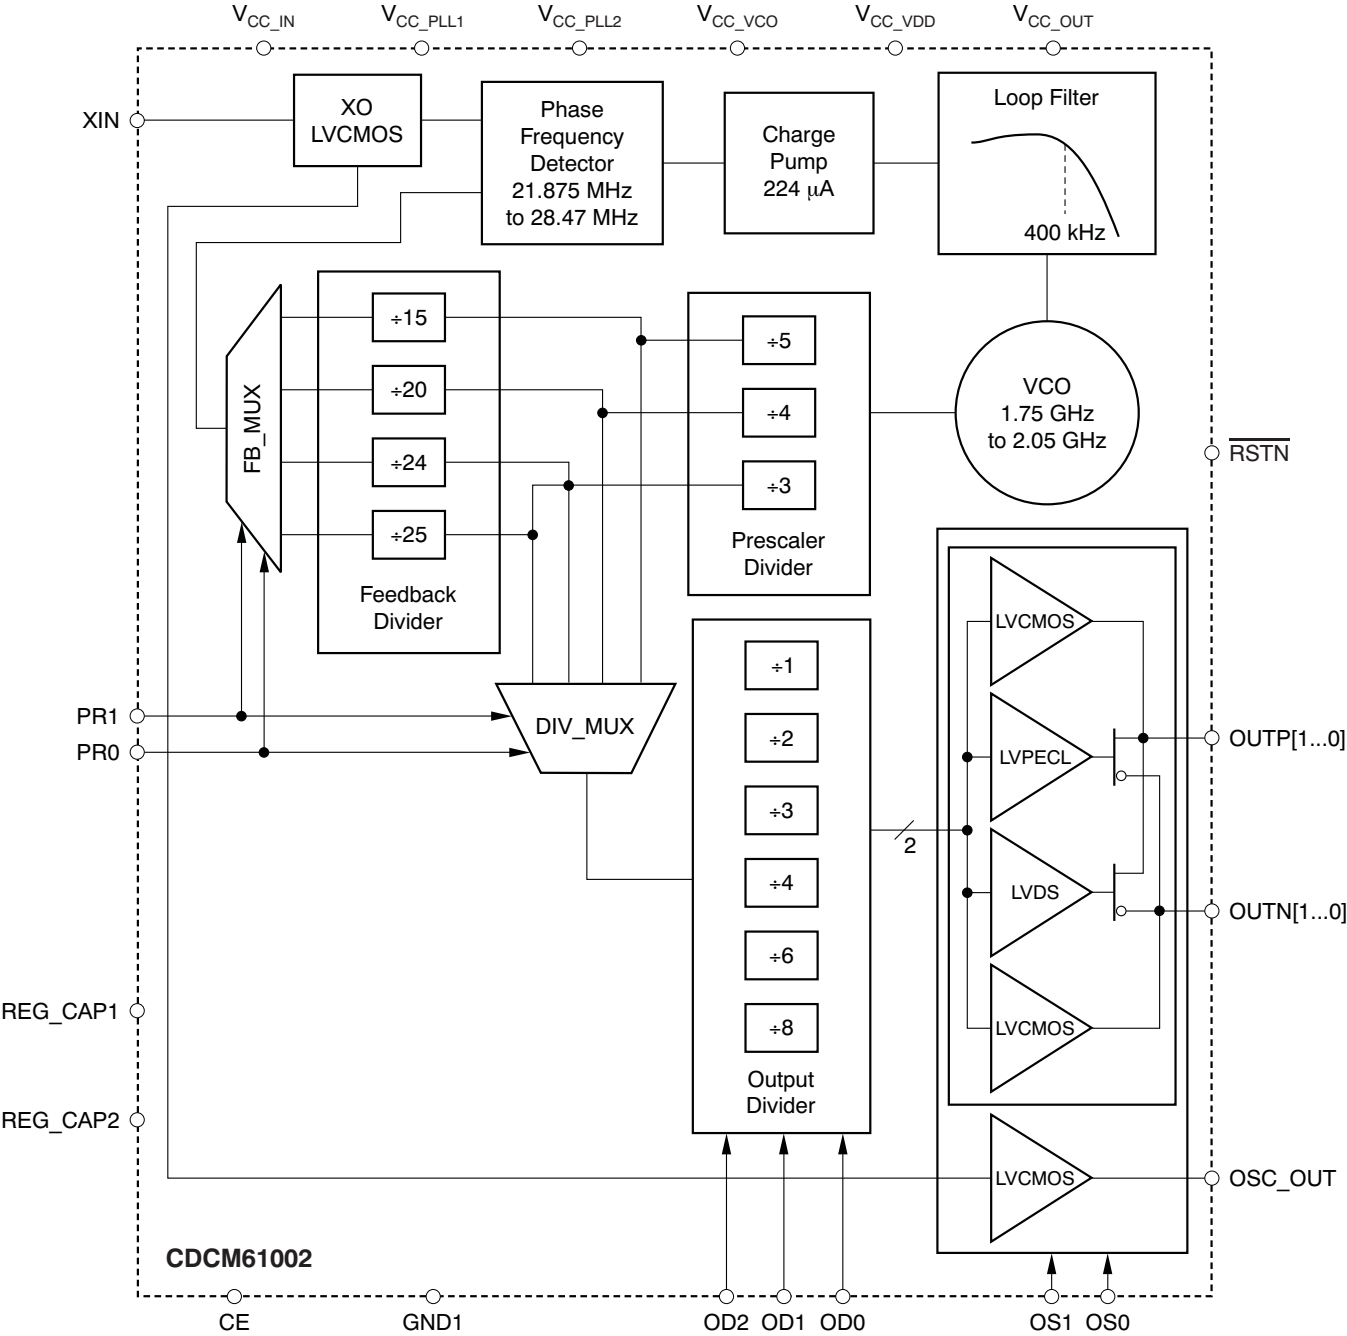 VCC_IN
VCC_PLL1
VCC_PLL2
VCC_VCO
VCC_VDD
VCC_OUT
XIN
XO
LVCMOS
Phase
Frequency
Detector
21.875 MHz
to 28.47 MHz
Charge
Pump
224 μA
Loop Filter
400 kHz
FB_MUX
÷15
÷20
÷24
÷25
Feedback
Divider
÷5
÷4
÷3
Prescaler
Divider
VCO
1.75 GHz
to 2.05 GHz
RSTN
PR1
PR0
DIV_MUX
÷1
÷2
÷3
÷4
÷6
÷8
Output
Divider
2
LVCMOS
LVPECL
LVDS
LVCMOS
LVCMOS
OUTP[1...0]
OUTN[1...0]
OSC_OUT
REG_CAP1
REG_CAP2
CDCM61002
CE
GND1
OD2
OD1
OD0
OS1
OS0